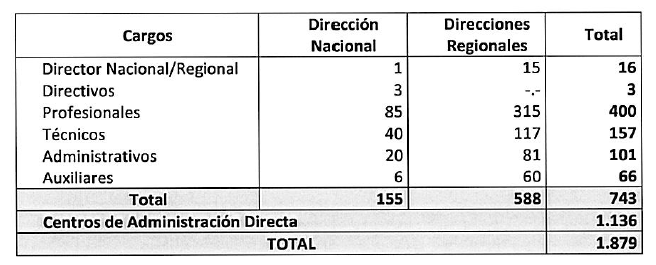 Cargos Dirección Nacional Direcciones Regionales Total
Director Nacional/Regional 1 15 16
Directivos 3 -.- 3
Profesionales 85 315 400
Técnicos 40 117 157
Administrativos 20 81 101
Auxiliares 6 60 66
Total 155 588 743
Centros de Administración Directa 1.136
TOTAL 1.879